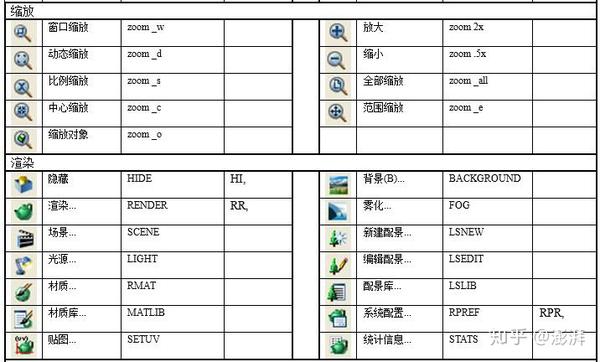 缩放
窗口缩放 zoom _w 放大 zoom 2x
动态缩放 zoom _d 缩小 zoom .5x
比例缩放 zoom _s 全部缩放 zoom _all
中心缩放 zoom _c 范围缩放 zoom _e
缩放对象 zoom _o
渲染
隐藏 HIDE HI, 背景(B)... BACKGROUND
渲染... RENDER RR, 雾化... FOG
场景... SCENE 新建配景... LSNEW
光源... LIGHT 编辑配景... LSEDIT
材质... RMAT 配景库... LSLIB
材质库... MATLIB 系统配置... RPREF RPR,
贴图... SETUV 统计信息... STATS
知乎 @澎湃